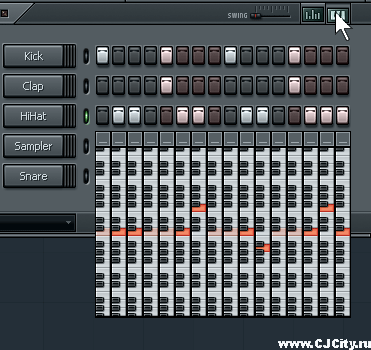 SWING
Kick
Clap
HiHat
Sampler
Snare
www.CJCity.ru